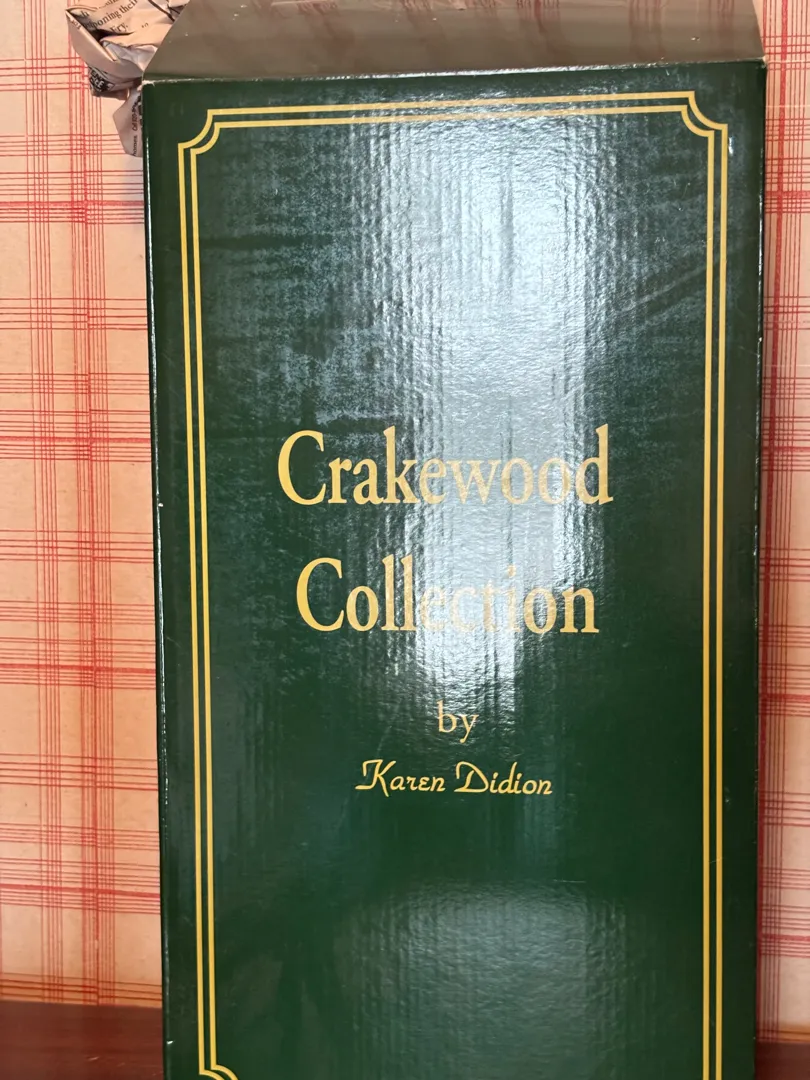 Crakewood
Collection
by
Karen Didion